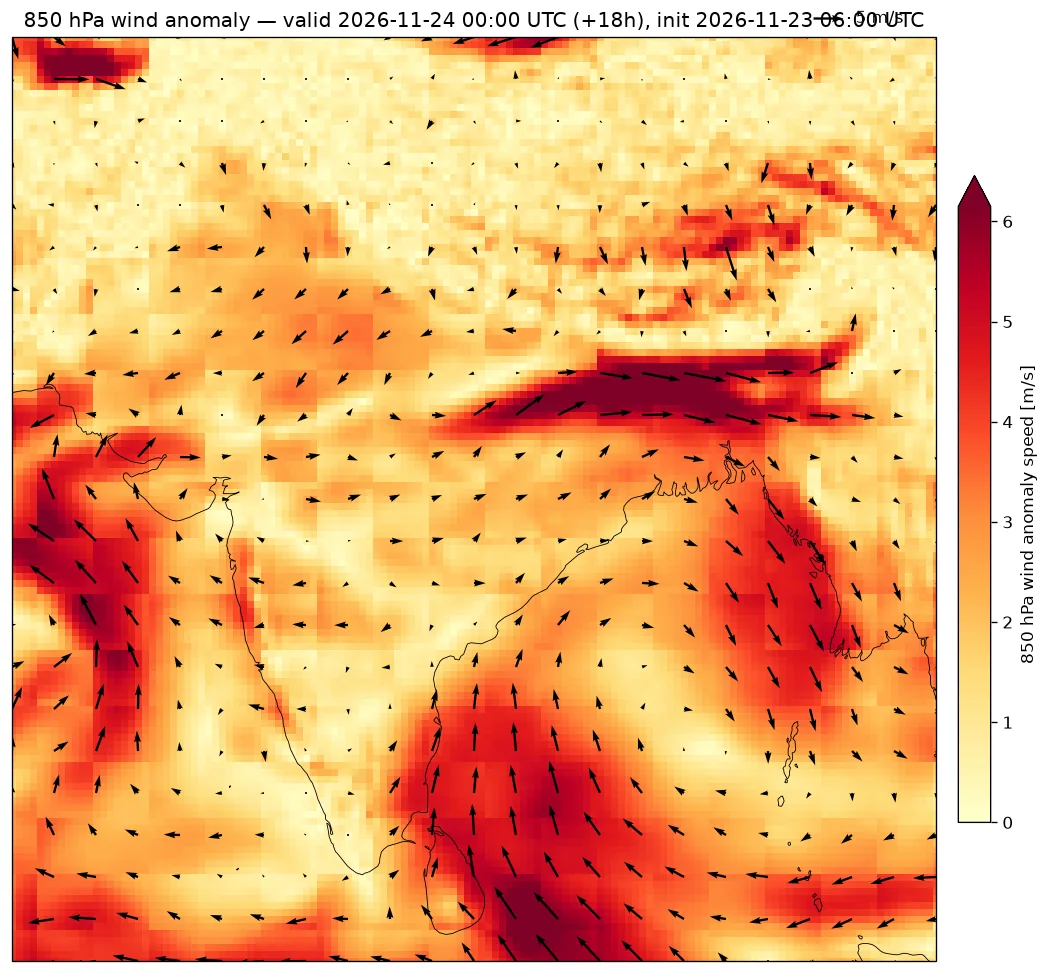 850 hPa wind anomaly — valid 2026-11-24 00:00 UTC (+18h), init 2026-11-23 06:00 UTC
5 m/s
6
5
4
3
2
1
0
850 hPa wind anomaly speed [m/s]